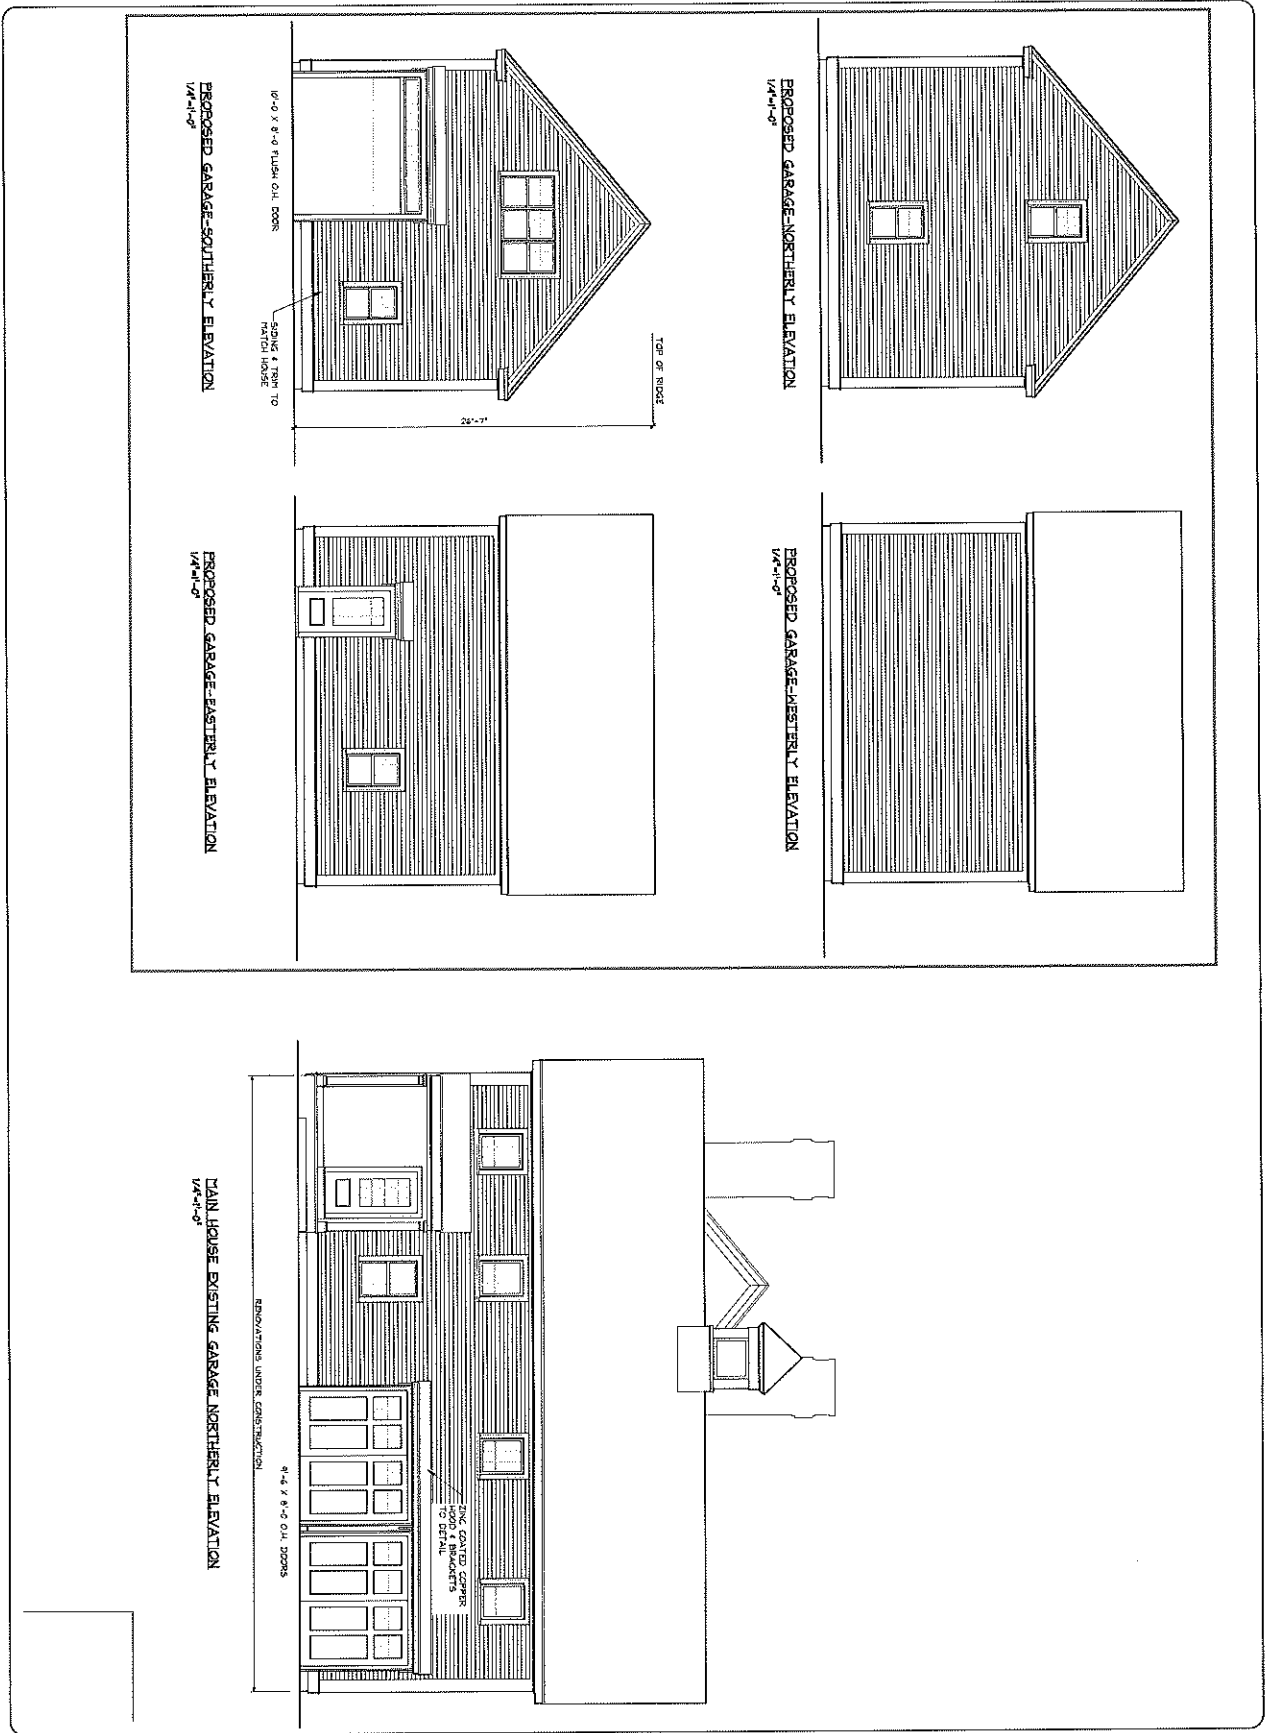 PROPOSED GARAGE-NORTHERLY ELEVATION
1/4"=1'-0"
PROPOSED GARAGE-WESTERLY ELEVATION
1/4"=1'-0"
TOP OF RIDGE
26'-7"
10'-0 X 8'-0 FLUSH O.H. DOOR
SIDING & TRIM TO
MATCH HOUSE
PROPOSED GARAGE-SOUTHERLY ELEVATION
1/4"=1'-0"
PROPOSED GARAGE-EASTERLY ELEVATION
1/4"=1'-0"
ZINC COATED COPPER
HOOD & BRACKETS
TO DETAIL
9'-6 X 8'-0 O.H. DOORS
RENOVATIONS UNDER CONSTRUCTION
MAIN HOUSE EXISTING GARAGE NORTHERLY ELEVATION
1/4"=1'-0"